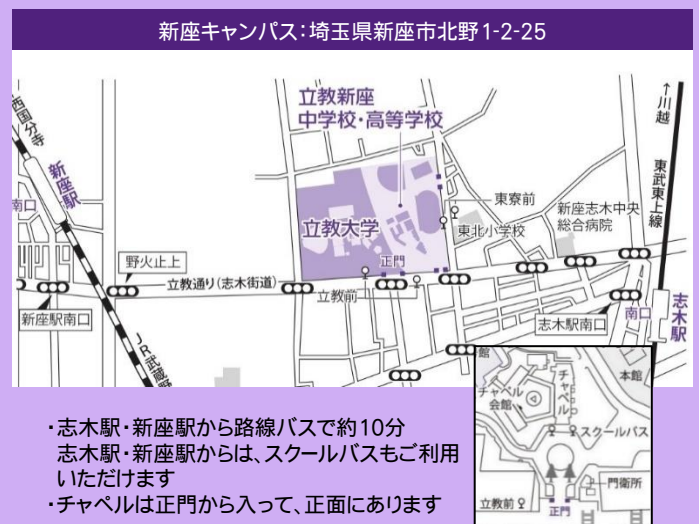 新座キャンパス：埼玉県新座市北野1-2-25
西国分寺
新座駅
南口
野火止上
新座駅南口
JR武蔵野
立教通り（志木街道）
立教新座
中学校・高等学校
立教大学
正門
立教前
東寮前
東北小学校
新座志木中央
総合病院
↑川越
東武東上線
志木駅
南口
志木駅南口
館
チャペル
会館
チャペル
本館
スクールバス
門衛所
立教前
正門
・志木駅・新座駅から路線バスで約10分
志木駅・新座駅からは、スクールバスもご利用
いただけます
・チャペルは正門から入って、正面にあります